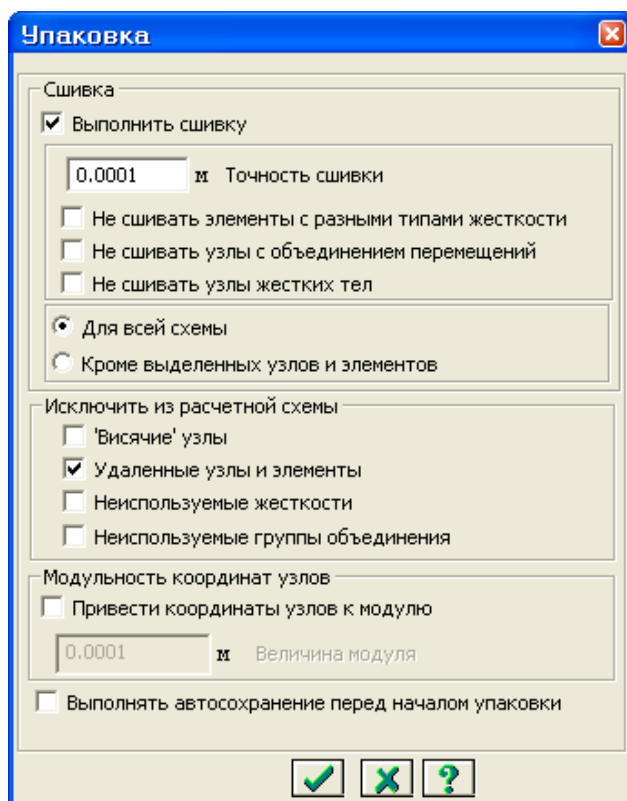 Упаковка
Сшивка
Выполнить сшивку
0.0001 м Точность сшивки
Не сшивать элементы с разными типами жесткости
Не сшивать узлы с объединением перемещений
Не сшивать узлы жестких тел
Для всей схемы
Кроме выделенных узлов и элементов
Исключить из расчетной схемы
'Висячие' узлы
Удаленные узлы и элементы
Неиспользуемые жесткости
Неиспользуемые группы объединения
Модульность координат узлов
Привести координаты узлов к модулю
0.0001 м Величина модуля
Выполнять автосохранение перед началом упаковки
?